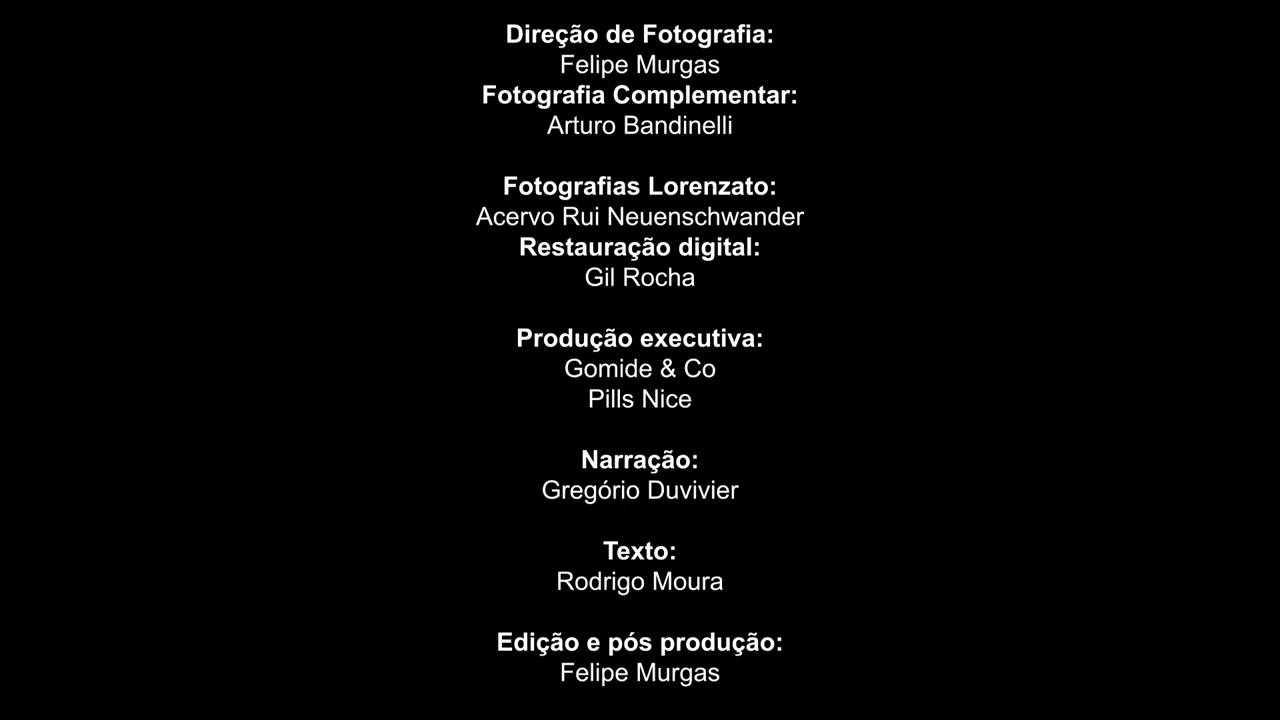 Direção de Fotografia:
Felipe Murgas
Fotografia Complementar:
Arturo Bandinelli
Fotografias Lorenzato:
Acervo Rui Neuenschwander
Restauração digital:
Gil Rocha
Produção executiva:
Gomide & Co
Pills Nice
Narração:
Gregório Duvivier
Texto:
Rodrigo Moura
Edição e pós produção:
Felipe Murgas